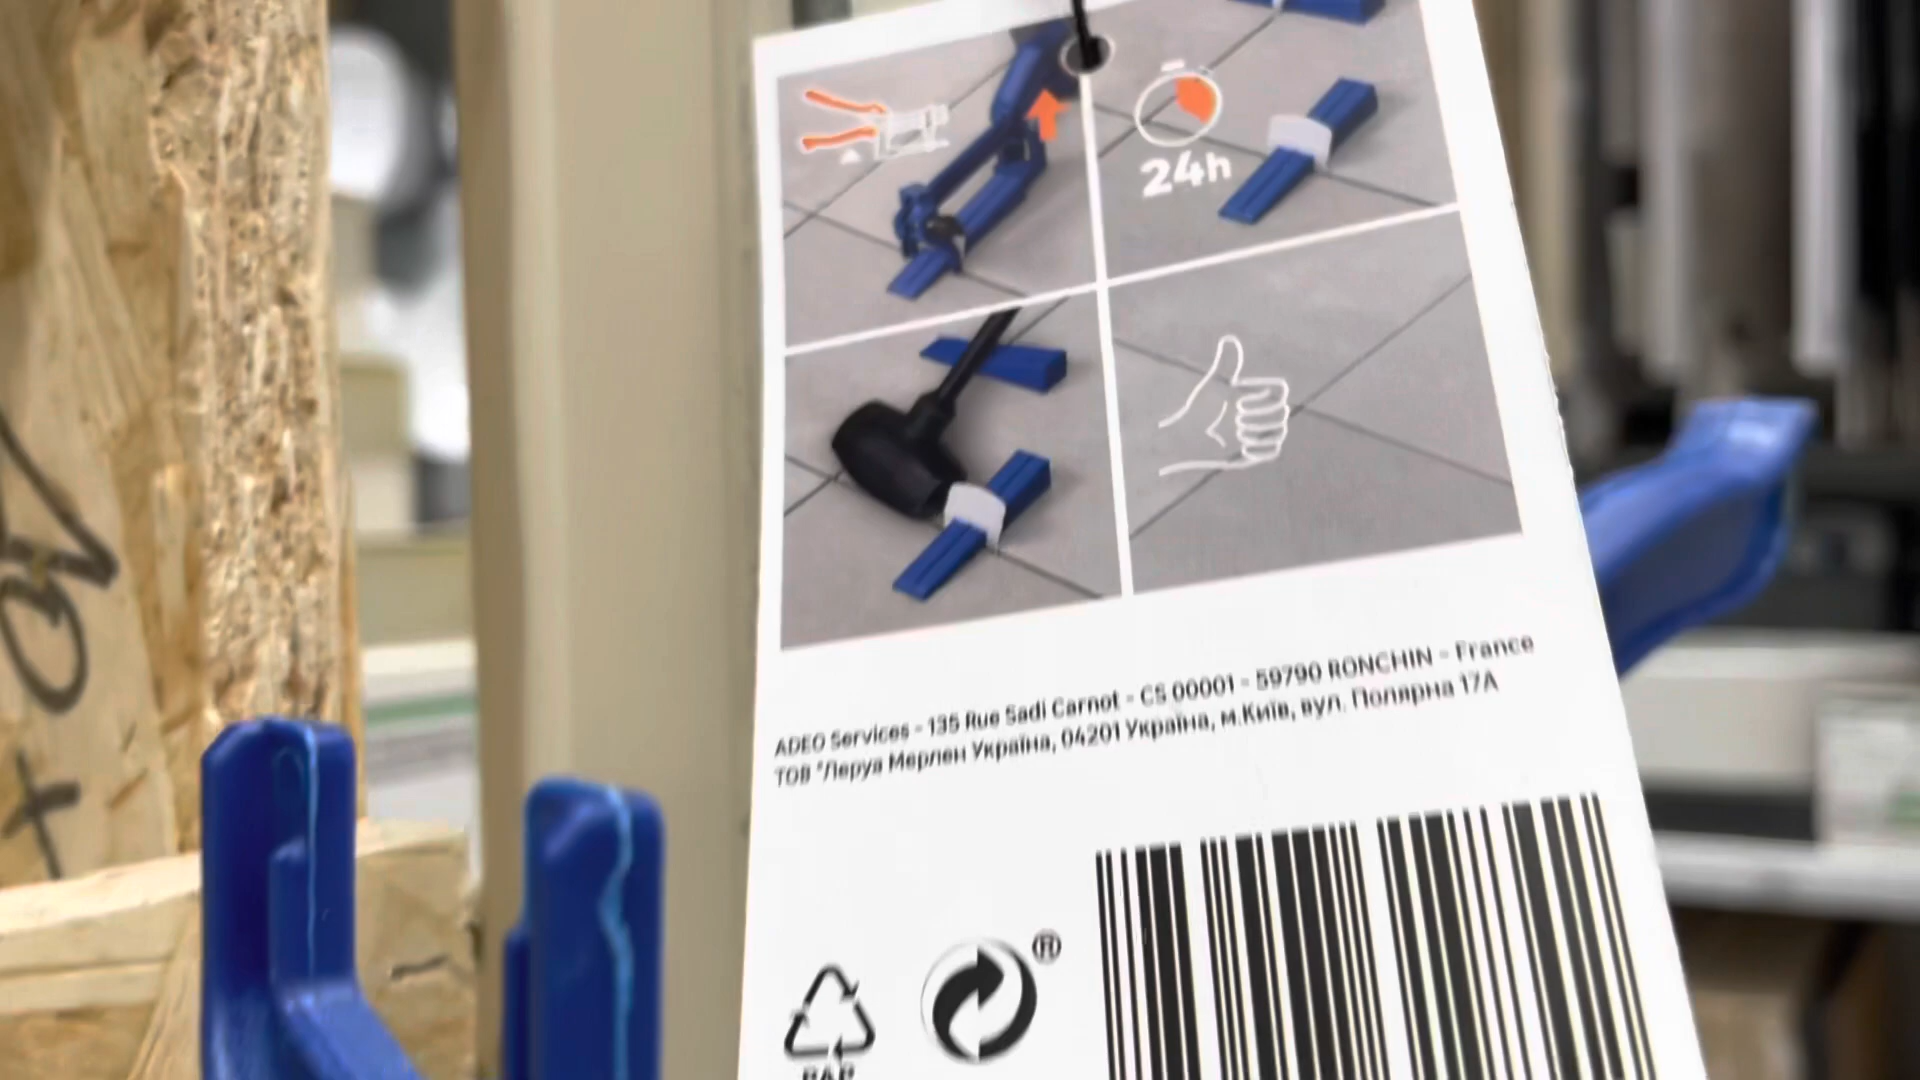 24h
ADEO Services - 135 Rue Sadi Carnot - CS 00001 - 59790 RONCHIN - France
ТОВ "Леруа Мерлен Україна, 04201 Україна, м.Київ, вул. Полярна 17А
®
PAP